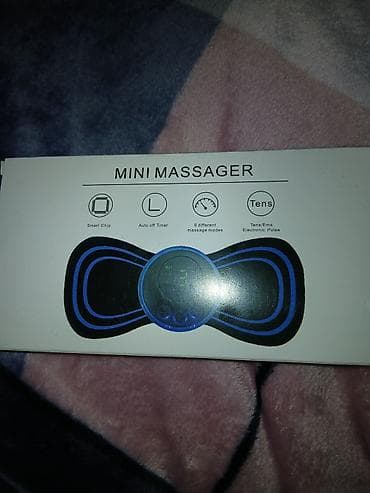 MINI MASSAGER
Tens
Smart Chip
Auto off Timer
8 different
massage modes
Tens/Ems
Electronic Pulse